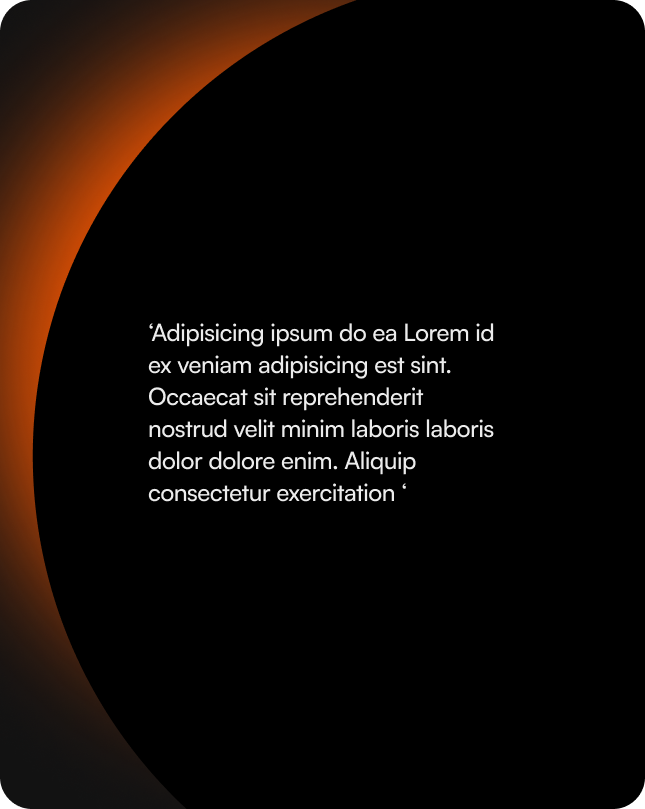 ‘Adipisicing ipsum do ea Lorem id
ex veniam adipisicing est sint.
Occaecat sit reprehenderit
nostrud velit minim laboris laboris
dolor dolore enim. Aliquip
consectetur exercitation ‘